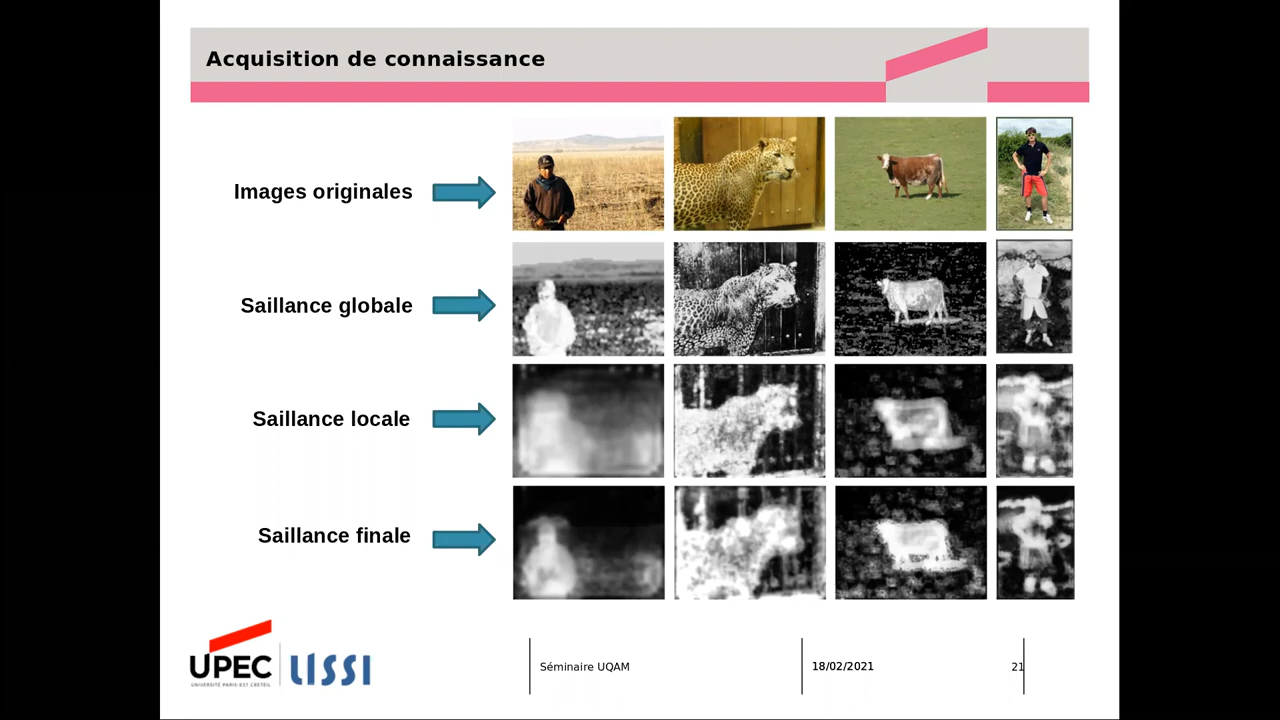 Acquisition de connaissance
Images originales
Saillance globale
Saillance locale
Saillance finale
UPEC LISSI
UNIVERSITÉ PARIS-EST CRÉTEIL
Séminaire UQAM
18/02/2021
21